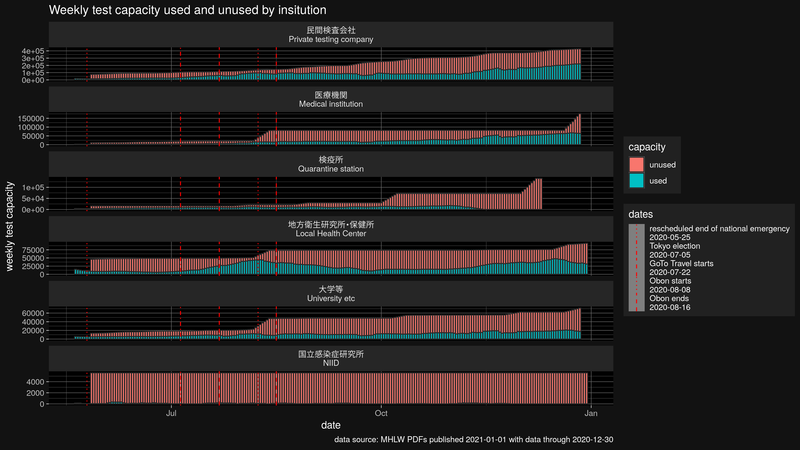 Weekly test capacity used and unused by insitution
民間検査会社
Private testing company
4e+05
3e+05
2e+05
1e+05
0e+00
医療機関
Medical institution
150000
100000
50000
0
検疫所
Quarantine station
1e+05
5e+04
0e+00
地方衛生研究所・保健所
Local Health Center
75000
50000
25000
0
大学等
University etc
60000
40000
20000
0
国立感染症研究所
NIID
4000
2000
0
Jul
Oct
Jan
date
weekly test capacity
capacity
unused
used
dates
rescheduled end of national emergency
2020-05-25
Tokyo election
2020-07-05
GoTo Travel starts
2020-07-22
Obon starts
2020-08-08
Obon ends
2020-08-16
data source: MHLW PDFs published 2021-01-01 with data through 2020-12-30